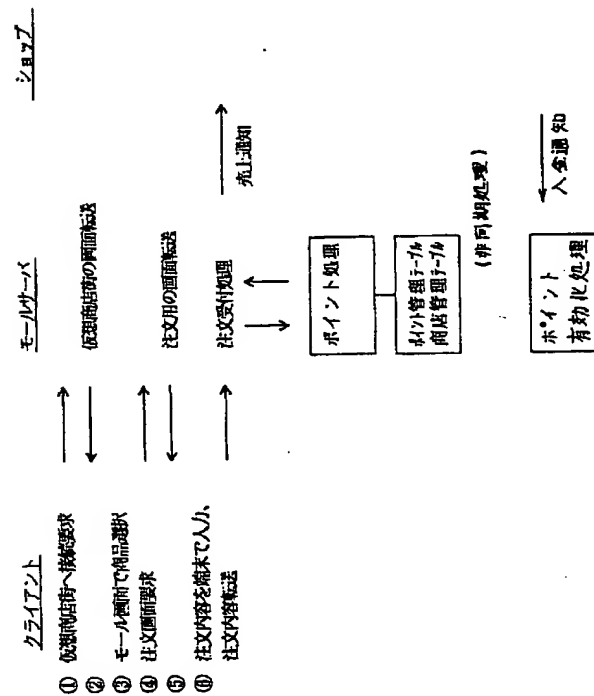 クライアント
モールサーバ
ショップ
① 仮想商店街へ接続要求
② 仮想商店街の画面転送
③ モール画面で商品選択
④ 注文画面要求
⑤ 注文用の画面転送
⑥ 注文内容を端末で入力、
注文内容転送
注文受付処理
売上通知
ポイント処理
ポイント管理テーブル
商店管理テーブル
(非同期処理)
ポイント
有効化処理
入金通知